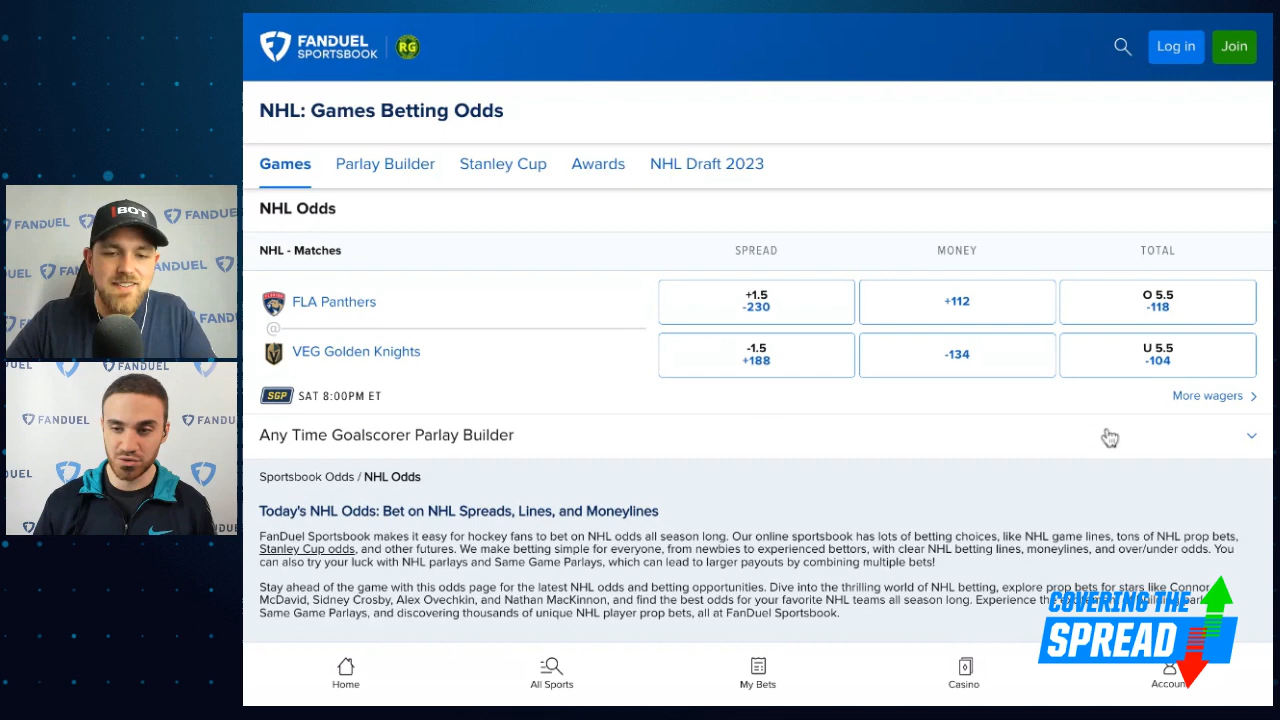 FANDUEL
SPORTSBOOK
RG
Log in
Join
NHL: Games Betting Odds
Games
Parlay Builder
Stanley Cup
Awards
NHL Draft 2023
NHL Odds
NHL - Matches
SPREAD
MONEY
TOTAL
FLA Panthers
+1.5
-230
+112
O 5.5
-118
@
VEG Golden Knights
-1.5
+188
-134
U 5.5
-104
SGP
SAT 8:00PM ET
More wagers
Any Time Goalscorer Parlay Builder
Sportsbook Odds / NHL Odds
Today's NHL Odds: Bet on NHL Spreads, Lines, and Moneylines
FanDuel Sportsbook makes it easy for hockey fans to bet on NHL odds all season long. Our online sportsbook has lots of betting choices, like NHL game lines, tons of NHL prop bets,
Stanley Cup odds, and other futures. We make betting simple for everyone, from newbies to experienced bettors, with clear NHL betting lines, moneylines, and over/under odds. You
can also try your luck with NHL parlays and Same Game Parlays, which can lead to larger payouts by combining multiple bets!
Stay ahead of the game with this odds page for the latest NHL odds and betting opportunities. Dive into the thrilling world of NHL betting, explore prop bets for stars like Connor
McDavid, Sidney Crosby, Alex Ovechkin, and Nathan MacKinnon, and find the best odds for your favorite NHL teams all season long. Experience
Same Game Parlays, and discovering thousands of unique NHL player prop bets, all at FanDuel Sportsbook.
COVERING THE
SPREAD
Home
All Sports
My Bets
Casino
Account
BOT
FANDUEL
FANDUE
UEL
FAN
ANDUEL
UEL
FANDUEL
FANDUEL
FANDU
DUEL